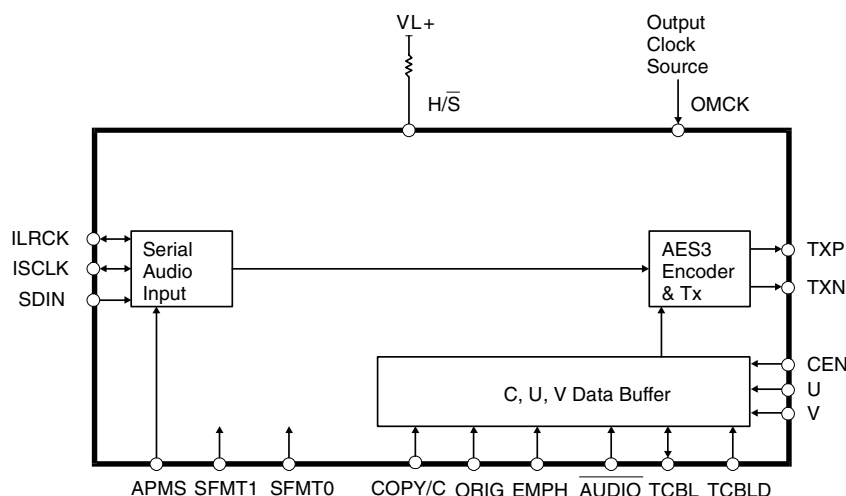 VL+
Output
Clock
Source
H/S̅
OMCK
ILRCK
ISCLK
SDIN
Serial
Audio
Input
AES3
Encoder
& Tx
TXP
TXN
C, U, V Data Buffer
CEN
U
V
APMS SFMT1 SFMT0 COPY/C ORIG EMPH A̅U̅D̅I̅O̅ TCBL TCBLD